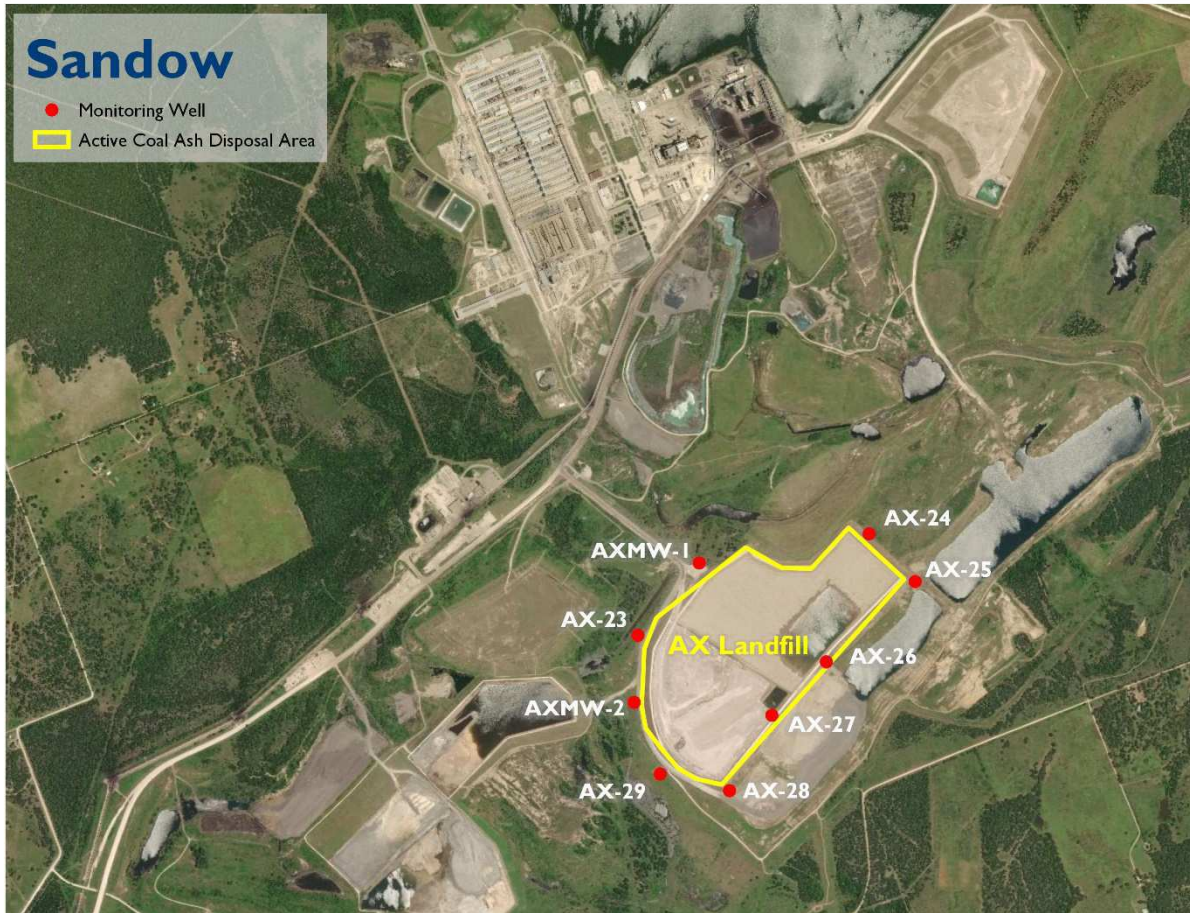 Sandow
Monitoring Well
Active Coal Ash Disposal Area
AX-24
AXMW-1
AX-25
AX-23
AX Landfill
AX-26
AXMW-2
AX-27
AX-29
AX-28